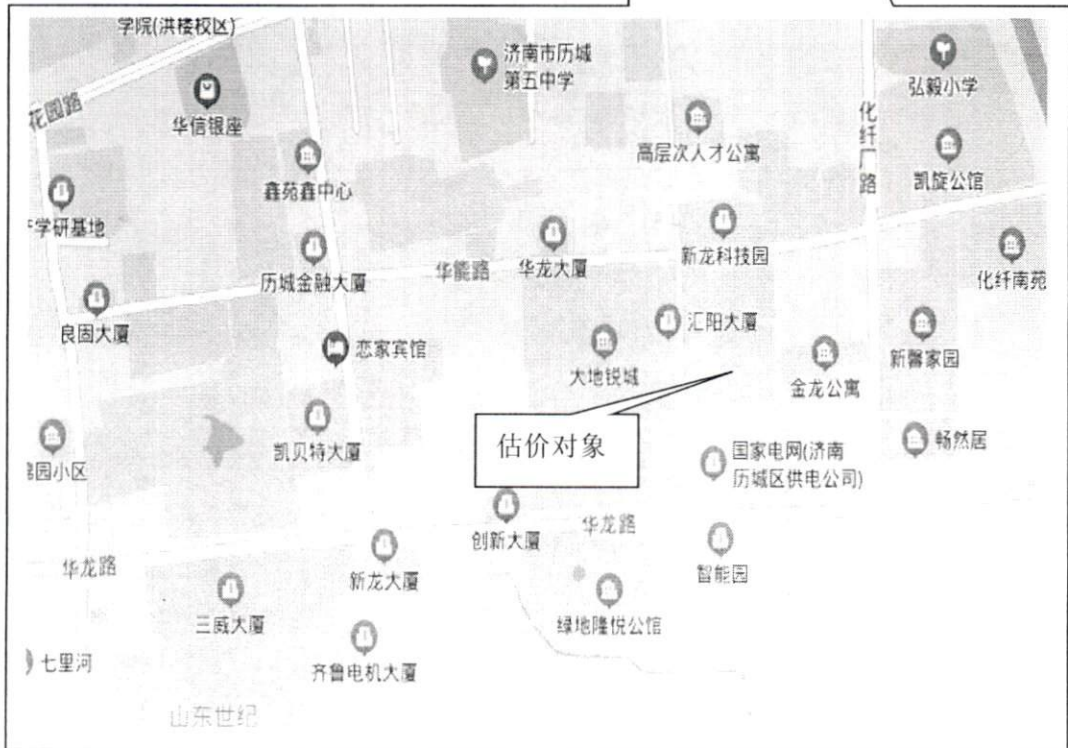 学院(洪楼校区)
济南市历城
第五中学
弘毅小学
花园路
华信银座
化纤厂路
高层次人才公寓
鑫苑鑫中心
凯旋公馆
学研基地
历城金融大厦
华能路
华龙大厦
新龙科技园
化纤南苑
良固大厦
恋家宾馆
汇阳大厦
大地锐城
金龙公寓
新馨家园
估价对象
园小区
凯贝特大厦
国家电网(济南
历城区供电公司)
畅然居
创新大厦
华龙路
华龙路
新龙大厦
智能园
三威大厦
绿地隆悦公馆
七里河
齐鲁电机大厦
山东世纪